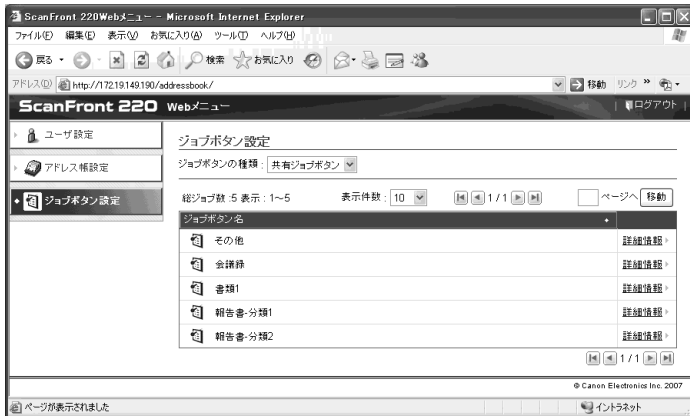 ScanFront 220Webﾒﾆｭｰ - Microsoft Internet Explorer
ファイル(F) 編集(E) 表示(V) お気に入り(A) ツール(T) ヘルプ(H)
戻る 検索 お気に入り
アドレス(D) http://172.19.149.190/addressbook/ 移動 リンク »
ScanFront 220 Webﾒﾆｭｰ ログアウト
ユーザ設定
アドレス帳設定
ジョブボタン設定
ジョブボタン設定
ジョブボタンの種類 : 共有ジョブボタン
総ジョブ数 :5 表示 : 1～5 表示件数 : 10 1 / 1 ページへ 移動
ジョブボタン名
その他 詳細情報
会議録 詳細情報
書類1 詳細情報
報告書-分類1 詳細情報
報告書-分類2 詳細情報
1 / 1
© Canon Electronics Inc. 2007
ページが表示されました イントラネット